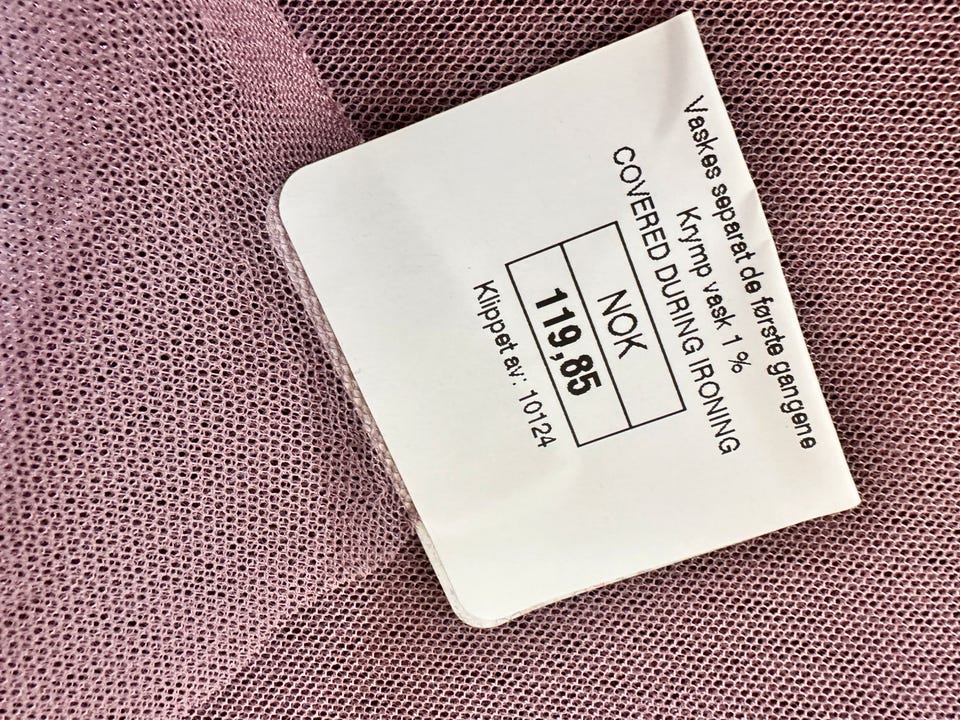 Vaskes separat de første gangene
Krymp vask 1 %
COVERED DURING IRONING
NOK
119,85
Klippet av: 10124